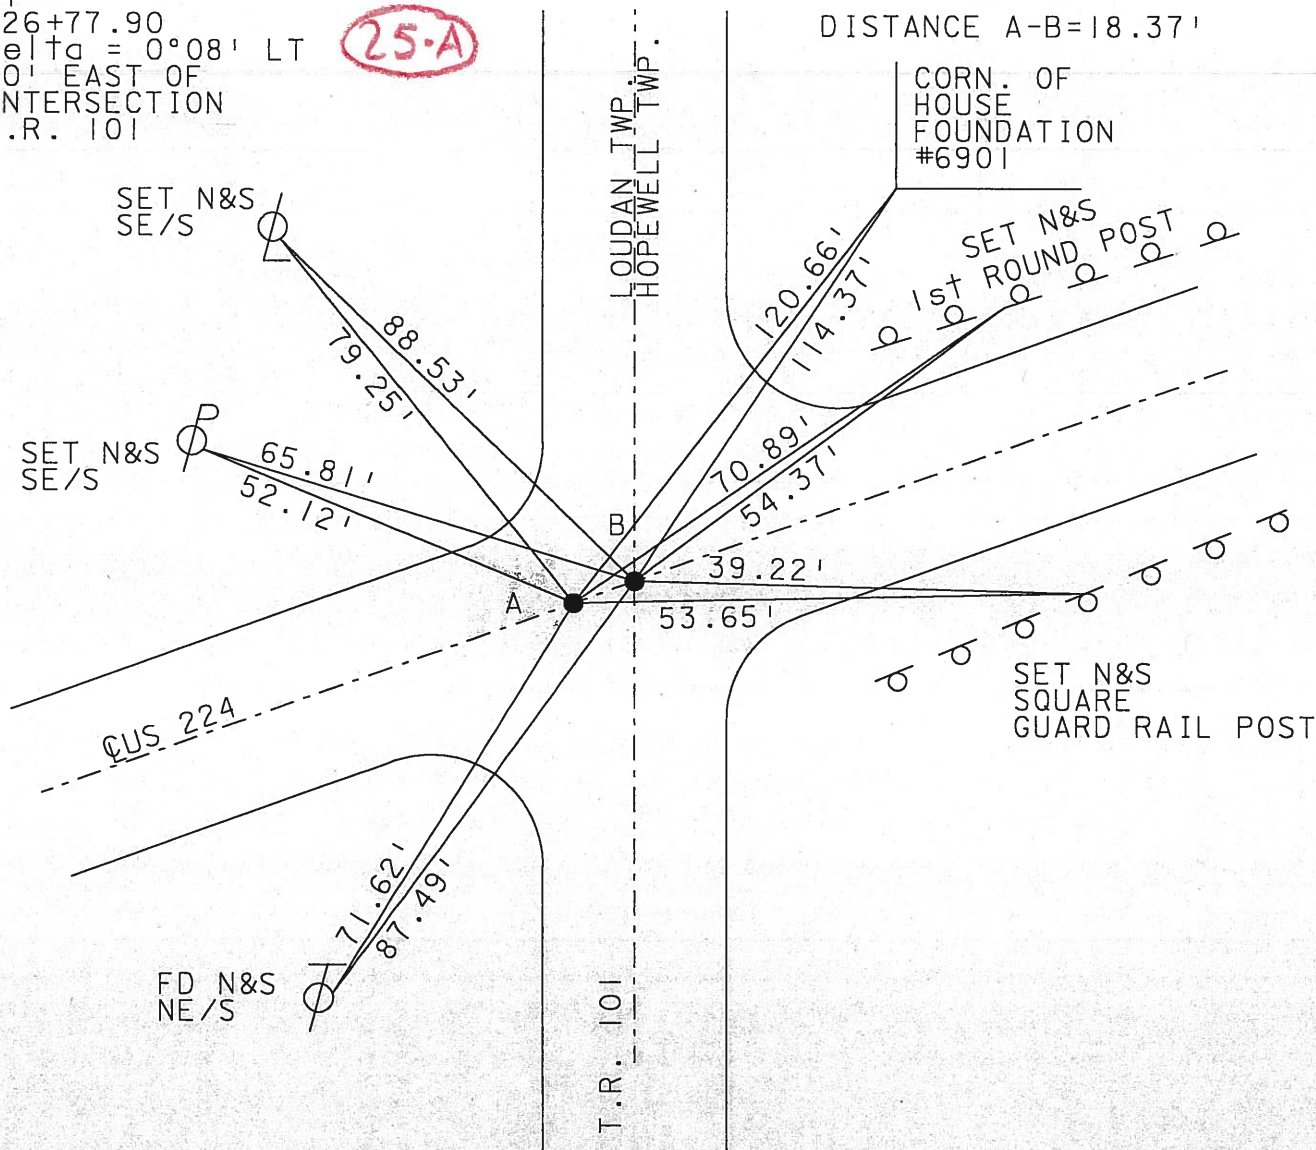 26+77.90
elta = 0°08' LT
01 EAST OF
NTERSECTION
.R. 101
25-A
DISTANCE A-B=18.37'
CORN. OF
HOUSE
FOUNDATION
#6901
LOUDAN TWP.
HOPEWELL TWP.
SET N&S
SE/S
SET N&S
1st ROUND POST
120.66'
114.37'
88.53'
79.25'
P
SET N&S
SE/S
65.81'
52.12'
70.89'
54.37'
B
A
39.22'
53.65'
SET N&S
SQUARE
GUARD RAIL POST
℄US 224
71.62'
87.49'
T
FD N&S
NE/S
T.R. 101